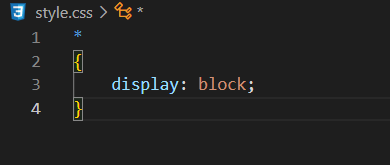 style.css > *
1 *
2 {
3 display: block;
4 }